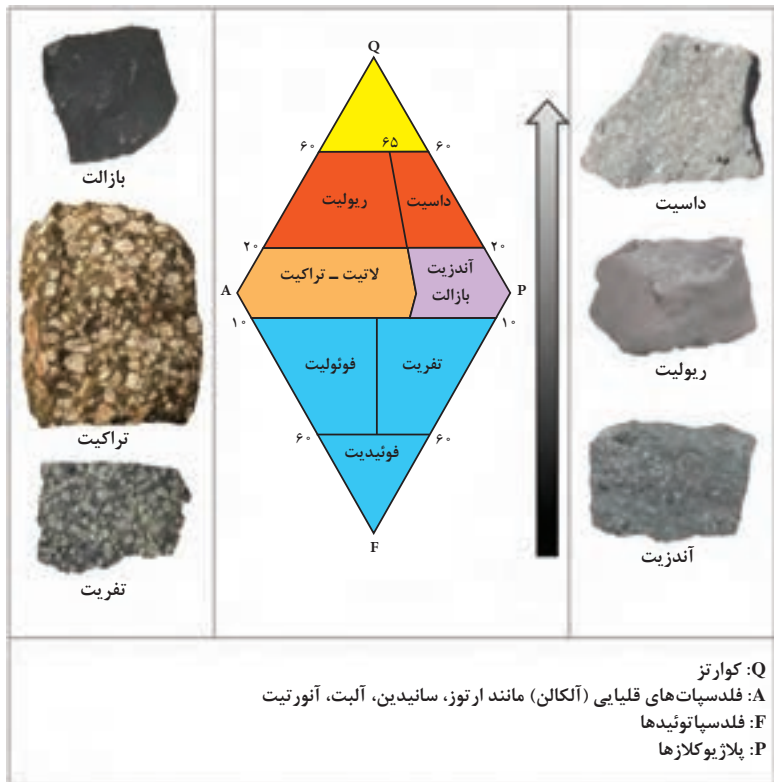 بازالت
تراکیت
تفریت
Q
۶۰
۶۵
۶۰
ریولیت
داسیت
۲۰
۲۰
لاتیت ـ تراکیت
آندزیت
بازالت
A
P
۱۰
۱۰
فوئولیت
تفریت
۶۰
۶۰
فوئیدیت
F
داسیت
ریولیت
آندزیت
Q: کوارتز
A: فلدسپات‌های قلیایی (آلکالن) مانند ارتوز، سانیدین، آلبت، آنورتیت
F: فلدسپاتوئیدها
P: پلاژیوکلازها